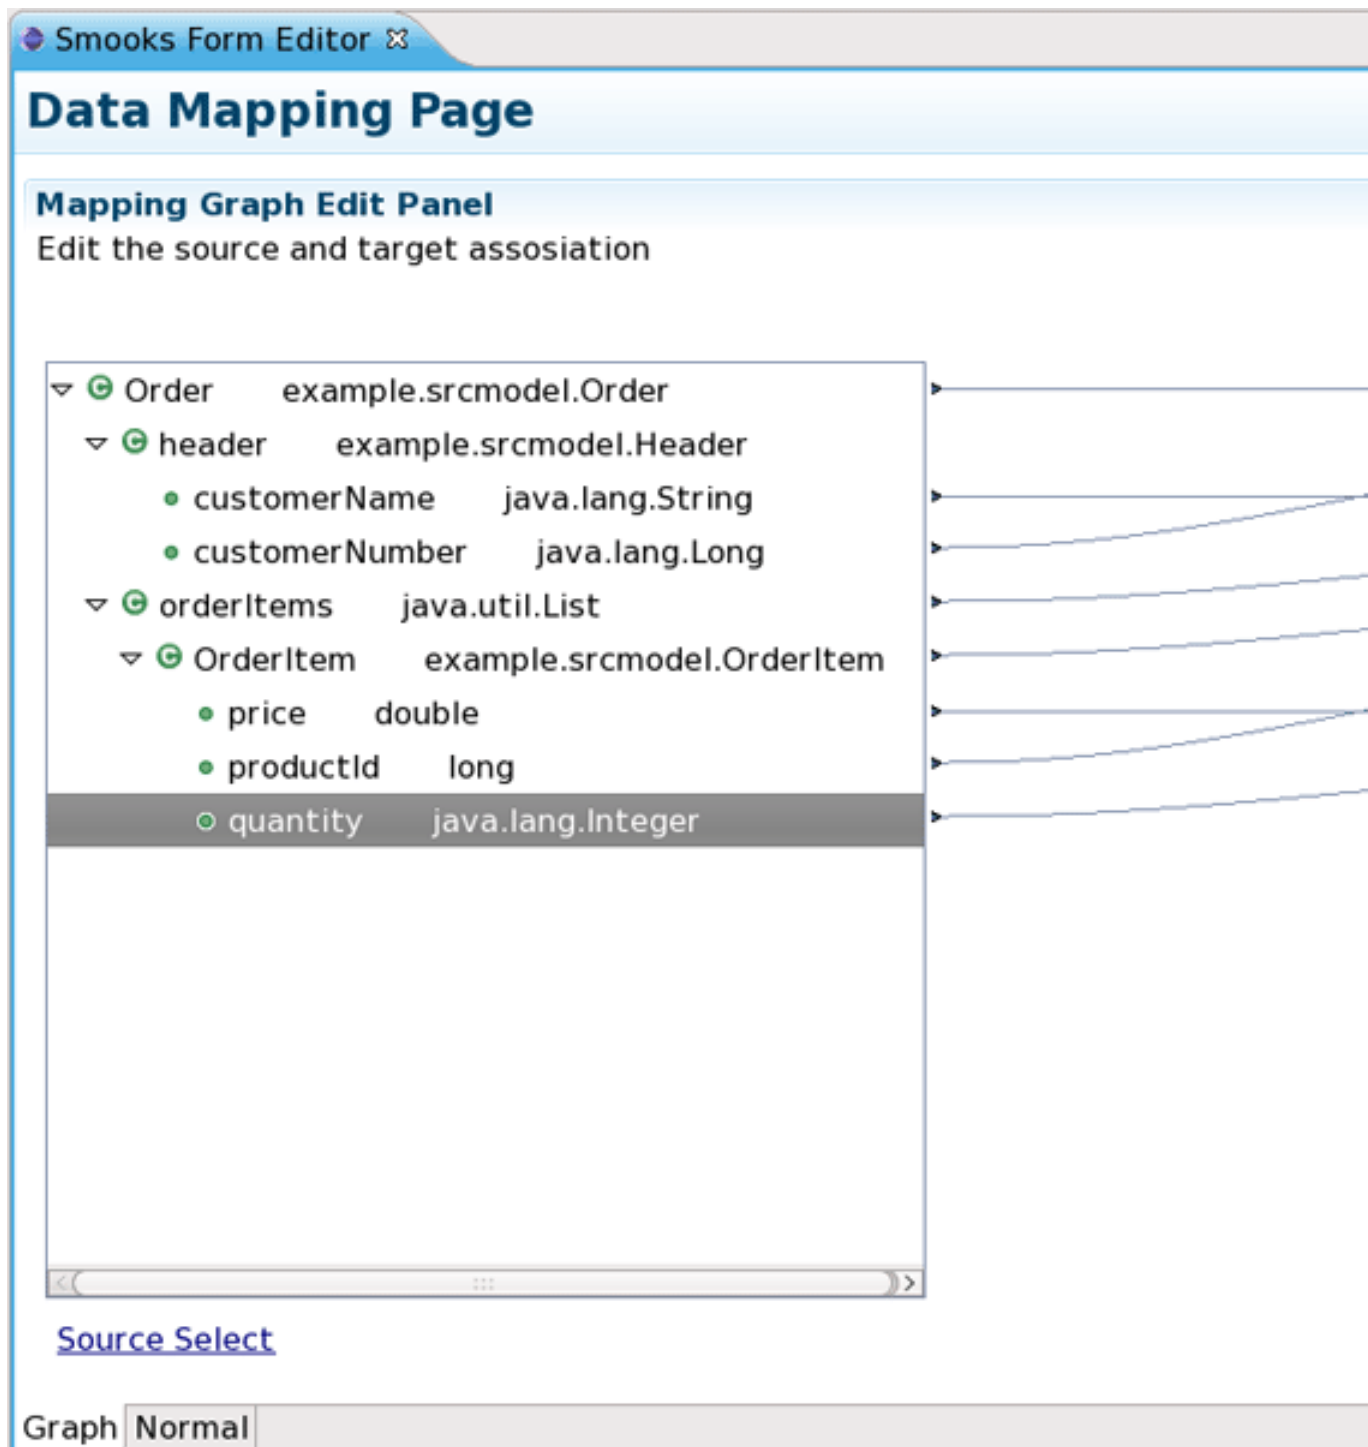 Smooks Form Editor
Data Mapping Page
Mapping Graph Edit Panel
Edit the source and target assosiation
Order example.srcmodel.Order
header example.srcmodel.Header
customerName java.lang.String
customerNumber java.lang.Long
orderItems java.util.List
OrderItem example.srcmodel.OrderItem
price double
productId long
quantity java.lang.Integer
Source Select
Graph Normal